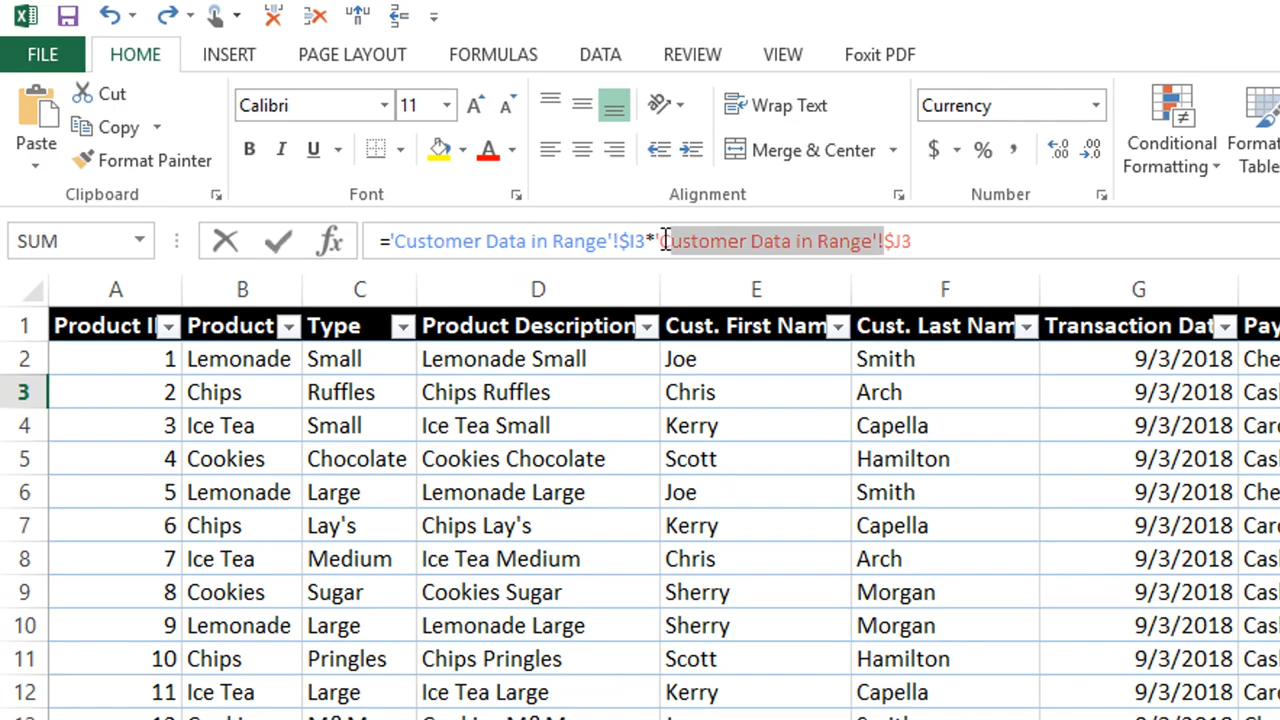 FILE HOME INSERT PAGE LAYOUT FORMULAS DATA REVIEW VIEW Foxit PDF
Cut
Copy
Format Painter
Paste
Clipboard
Calibri 11
B I U A
Font
Wrap Text
Merge & Center
Alignment
Currency
$ % ,
Number
Conditional
Formatting
Format
Table
SUM fx ='Customer Data in Range'!$I3*'Customer Data in Range'!$J3
A B C D E F G
1 Product I Product Type Product Description Cust. First Nam Cust. Last Nam Transaction Dat Pay
2 1 Lemonade Small Lemonade Small Joe Smith 9/3/2018 Che
3 2 Chips Ruffles Chips Ruffles Chris Arch 9/3/2018 Cas
4 3 Ice Tea Small Ice Tea Small Kerry Capella 9/3/2018 Car
5 4 Cookies Chocolate Cookies Chocolate Scott Hamilton 9/3/2018 Cas
6 5 Lemonade Large Lemonade Large Joe Smith 9/3/2018 Che
7 6 Chips Lay's Chips Lay's Kerry Capella 9/3/2018 Cas
8 7 Ice Tea Medium Ice Tea Medium Chris Arch 9/3/2018 Cas
9 8 Cookies Sugar Cookies Sugar Sherry Morgan 9/3/2018 Cas
10 9 Lemonade Large Lemonade Large Sherry Morgan 9/3/2018 Cas
11 10 Chips Pringles Chips Pringles Scott Hamilton 9/3/2018 Cas
12 11 Ice Tea Large Ice Tea Large Kerry Capella 9/3/2018 Cas